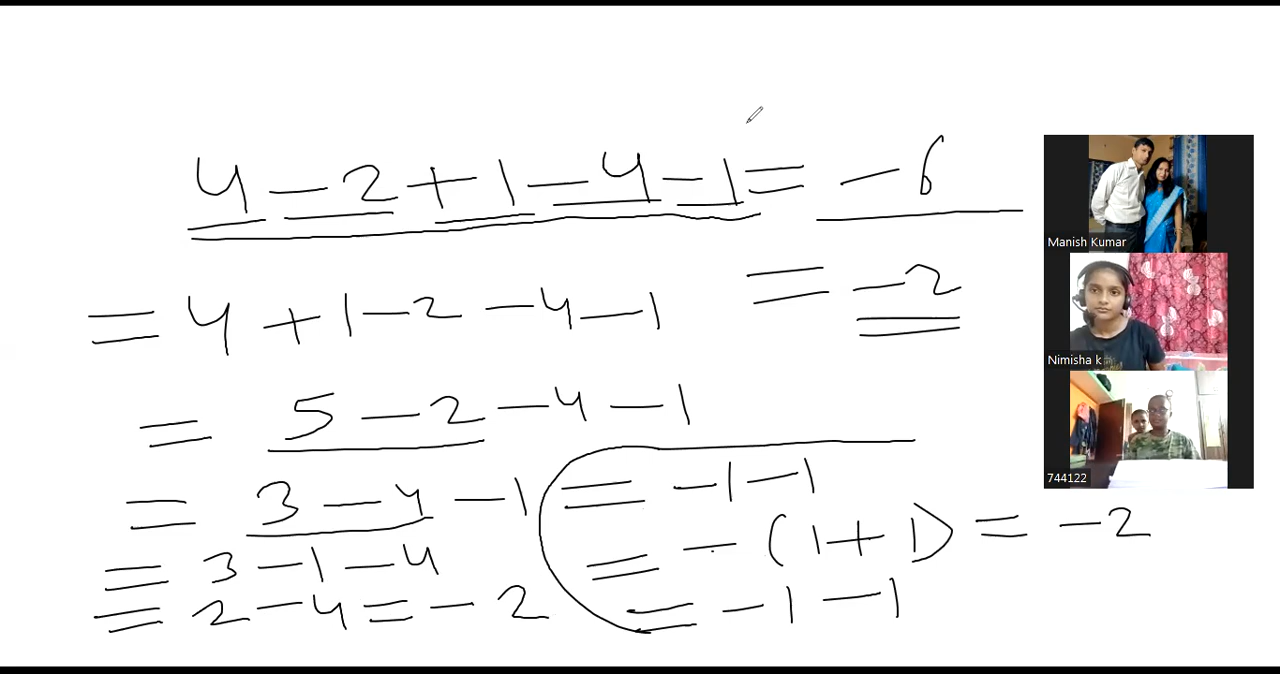 4 - 2 + 1 - 4 - 1 = - 6
= 4 + 1 - 2 - 4 - 1 = - 2
= 5 - 2 - 4 - 1
= 3 - 4 - 1 = - 1 - 1
= - (1 + 1) = - 2
= 3 - 1 - 4
= 2 - 4 = - 2 = - 1 - 1
Manish Kumar
Nimisha k
744122